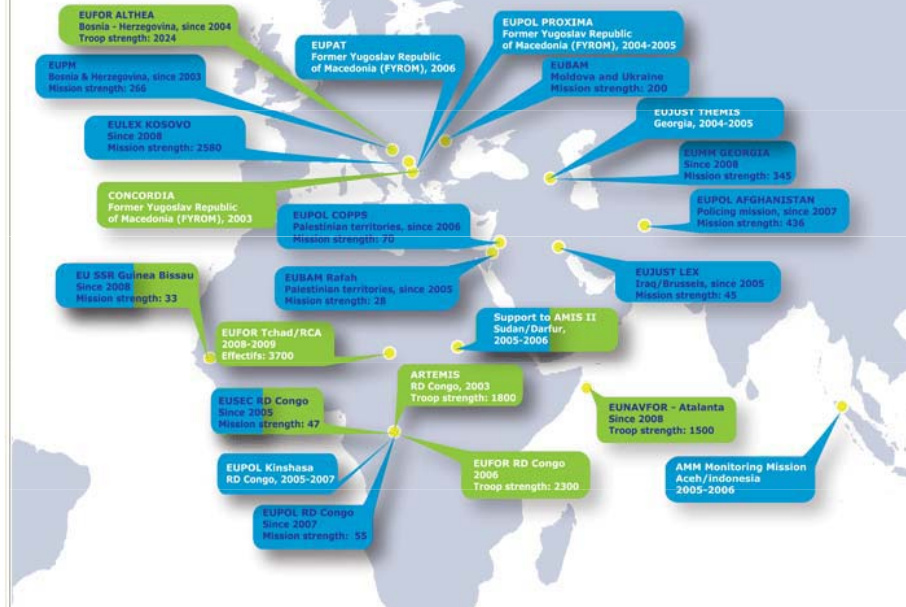 EUFOR ALTHEA
Bosnia - Herzegovina, since 2004
Troop strength: 2024
EUPAT
Former Yugoslav Republic
of Macedonia (FYROM), 2006
EUPOL PROXIMA
Former Yugoslav Republic
of Macedonia (FYROM), 2004-2005
EUPM
Bosnia & Herzegovina, since 2003
Mission strength: 266
EUBAM
Moldova and Ukraine
Mission strength: 200
EULEX KOSOVO
Since 2008
Mission strength: 2580
EUJUST THEMIS
Georgia, 2004-2005
EUMM GEORGIA
Since 2008
Mission strength: 345
CONCORDIA
Former Yugoslav Republic
of Macedonia (FYROM), 2003
EUPOL COPPS
Palestinian territories, since 2006
Mission strength: 70
EUPOL AFGHANISTAN
Policing mission, since 2007
Mission strength: 436
EU SSR Guinea Bissau
Since 2008
Mission strength: 33
EUBAM Rafah
Palestinian territories, since 2005
Mission strength: 28
EUJUST LEX
Iraq/Brussels, since 2005
Mission strength: 45
EUFOR Tchad/RCA
2008-2009
Effectifs: 3700
Support to AMIS II
Sudan/Darfur,
2005-2006
ARTEMIS
RD Congo, 2003
Troop strength: 1800
EUSEC RD Congo
Since 2005
Mission strength: 47
EUNAVFOR - Atalanta
Since 2008
Troop strength: 1500
EUPOL Kinshasa
RD Congo, 2005-2007
EUFOR RD Congo
2006
Troop strength: 2300
AMM Monitoring Mission
Aceh/indonesia
2005-2006
EUPOL RD Congo
Since 2007
Mission strength: 55